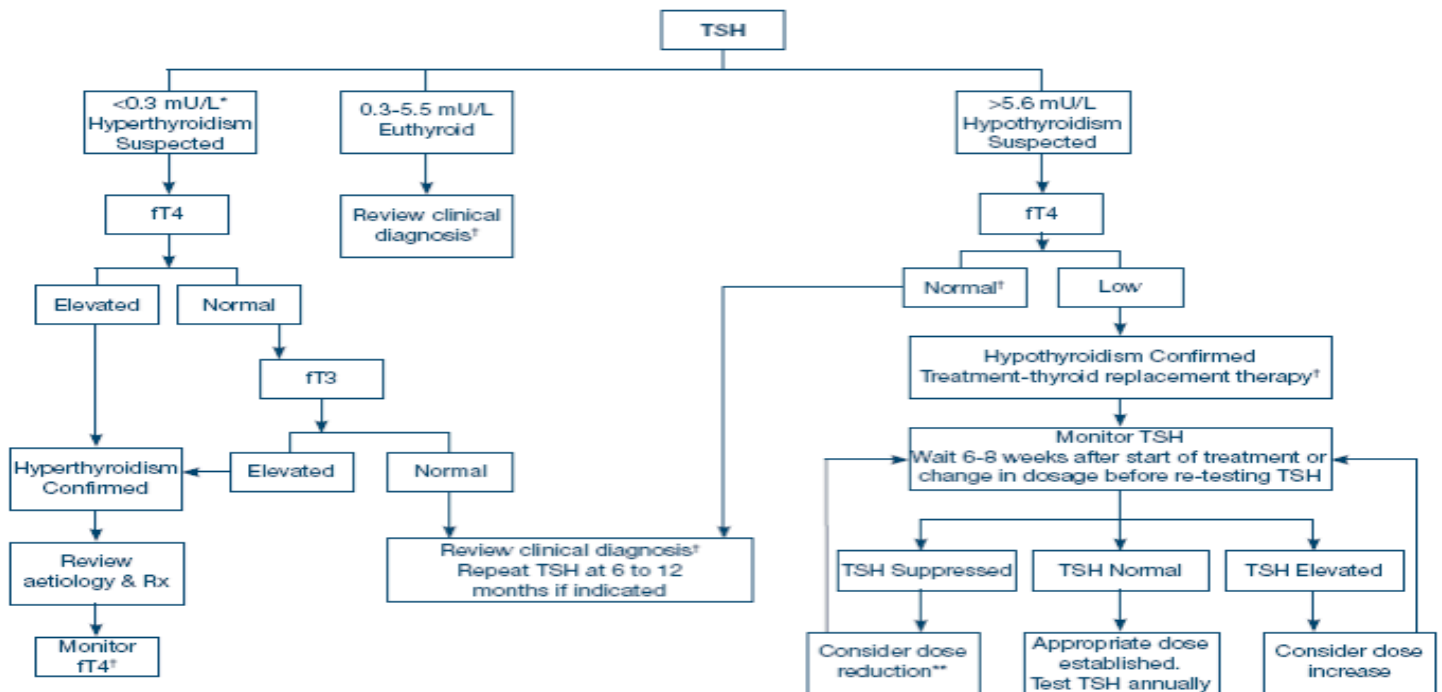 TSH
<0.3 mU/L*
Hyperthyroidism
Suspected
0.3-5.5 mU/L
Euthyroid
>5.6 mU/L
Hypothyroidism
Suspected
fT4
Review clinical
diagnosis†
fT4
Elevated
Normal
Normal†
Low
fT3
Hypothyroidism Confirmed
Treatment-thyroid replacement therapy†
Hyperthyroidism
Confirmed
Elevated
Normal
Monitor TSH
Wait 6-8 weeks after start of treatment or
change in dosage before re-testing TSH
Review
aetiology & Rx
Review clinical diagnosis†
Repeat TSH at 6 to 12
months if indicated
TSH Suppressed
TSH Normal
TSH Elevated
Monitor
fT4†
Consider dose
reduction**
Appropriate dose
established.
Test TSH annually
Consider dose
increase